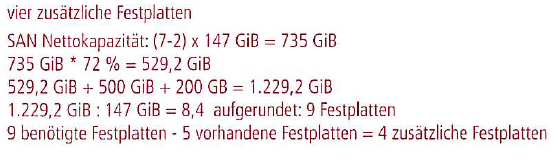 vier zusätzliche Festplatten
SAN Nettokapazität: (7-2) x 147 GiB = 735 GiB
735 GiB * 72 % = 529,2 GiB
529,2 GiB + 500 GiB + 200 GB = 1.229,2 GiB
1.229,2 GiB : 147 GiB = 8,4 aufgerundet: 9 Festplatten
9 benötigte Festplatten - 5 vorhandene Festplatten = 4 zusätzliche Festplatten